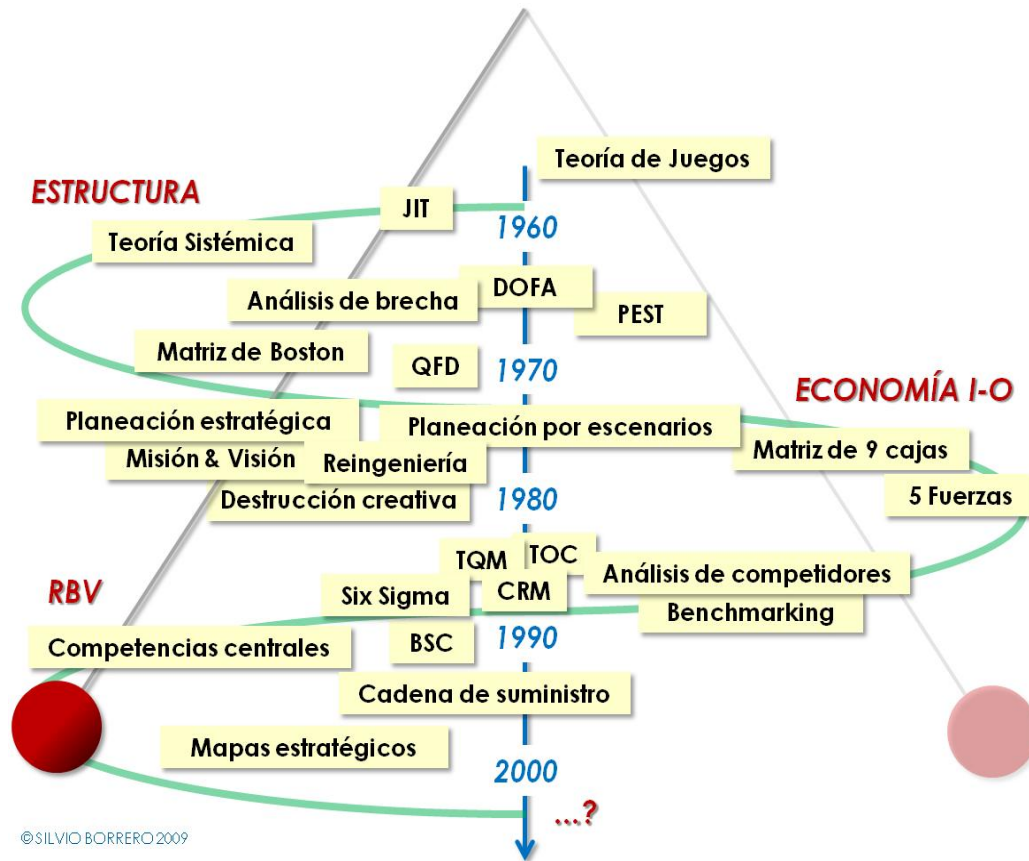 Teoría de Juegos
ESTRUCTURA
JIT
1960
Teoría Sistémica
DOFA
Análisis de brecha
PEST
Matriz de Boston
QFD
1970
ECONOMÍA I-O
Planeación estratégica
Planeación por escenarios
Matriz de 9 cajas
Misión & Visión
Reingeniería
Destrucción creativa
1980
5 Fuerzas
TQM
TOC
Análisis de competidores
RBV
Six Sigma
CRM
Benchmarking
Competencias centrales
BSC
1990
Cadena de suministro
Mapas estratégicos
2000
...?
©SILVIO BORRERO 2009